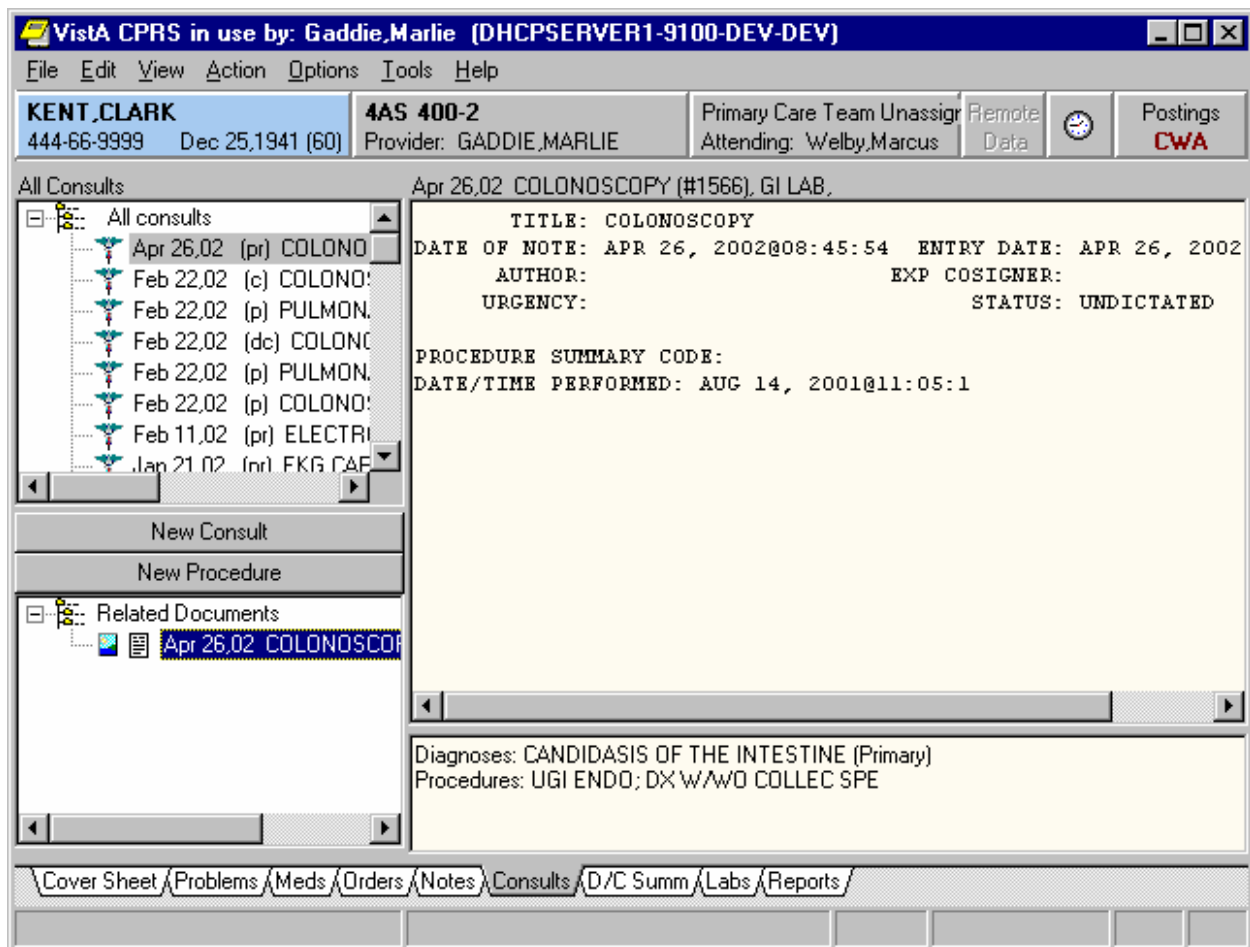 VistA CPRS in use by: Gaddie,Marlie (DHCPSERVER1-9100-DEV-DEV)
File Edit View Action Options Tools Help
KENT,CLARK
444-66-9999 Dec 25,1941 (60)
4AS 400-2
Provider: GADDIE,MARLIE
Primary Care Team Unassigr
Attending: Welby,Marcus
Remote
Data
Postings
CWA
All Consults
All consults
Apr 26,02 (pr) COLONO
Feb 22,02 (c) COLONO
Feb 22,02 (p) PULMON
Feb 22,02 (dc) COLONO
Feb 22,02 (p) PULMON
Feb 22,02 (p) COLONO
Feb 11,02 (pr) ELECTR
Jan 21,02 (pr) EKG CAR
New Consult
New Procedure
Related Documents
Apr 26,02 COLONOSCOP
Apr 26,02 COLONOSCOPY (#1566), GI LAB,
TITLE: COLONOSCOPY
DATE OF NOTE: APR 26, 2002@08:45:54 ENTRY DATE: APR 26, 2002
AUTHOR: EXP COSIGNER:
URGENCY: STATUS: UNDICTATED
PROCEDURE SUMMARY CODE:
DATE/TIME PERFORMED: AUG 14, 2001@11:05:1
Diagnoses: CANDIDASIS OF THE INTESTINE (Primary)
Procedures: UGI ENDO; DX W/WO COLLEC SPE
Cover Sheet Problems Meds Orders Notes Consults D/C Summ Labs Reports